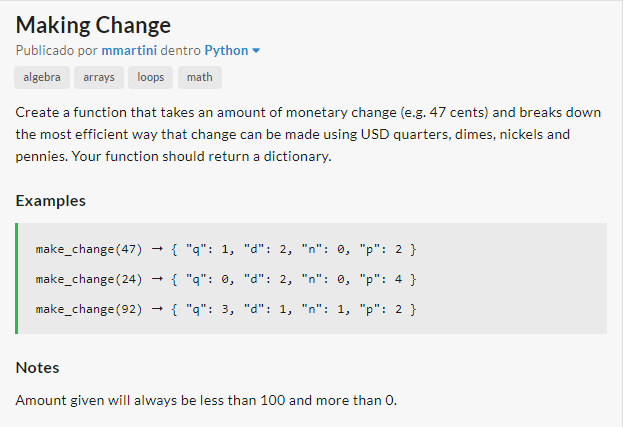 Making Change
Publicado por mmartini dentro Python
algebra arrays loops math
Create a function that takes an amount of monetary change (e.g. 47 cents) and breaks down
the most efficient way that change can be made using USD quarters, dimes, nickels and
pennies. Your function should return a dictionary.
Examples
make_change(47) ➞ { "q": 1, "d": 2, "n": 0, "p": 2 }
make_change(24) ➞ { "q": 0, "d": 2, "n": 0, "p": 4 }
make_change(92) ➞ { "q": 3, "d": 1, "n": 1, "p": 2 }
Notes
Amount given will always be less than 100 and more than 0.